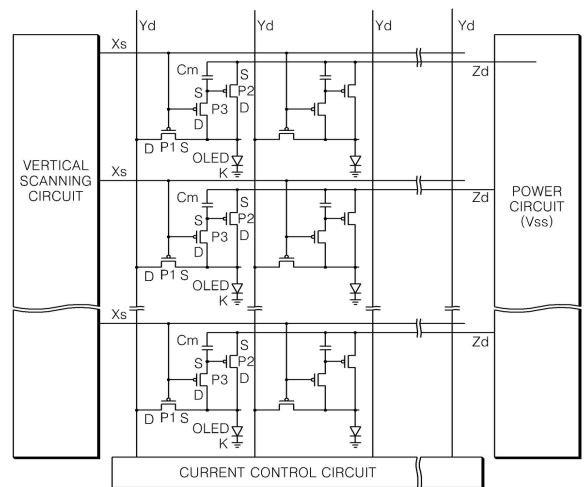 Yd Yd Yd Yd
Xs
Zd
Cm S
S P2
P3 D
D
D P1 S
OLED
K
VERTICAL
SCANNING
CIRCUIT
POWER
CIRCUIT
(Vss)
Xs
Zd
Cm S
S P2
P3 D
D
D P1 S
OLED
K
Xs
Zd
Cm S
S P2
P3 D
D
D P1 S
OLED
K
CURRENT CONTROL CIRCUIT